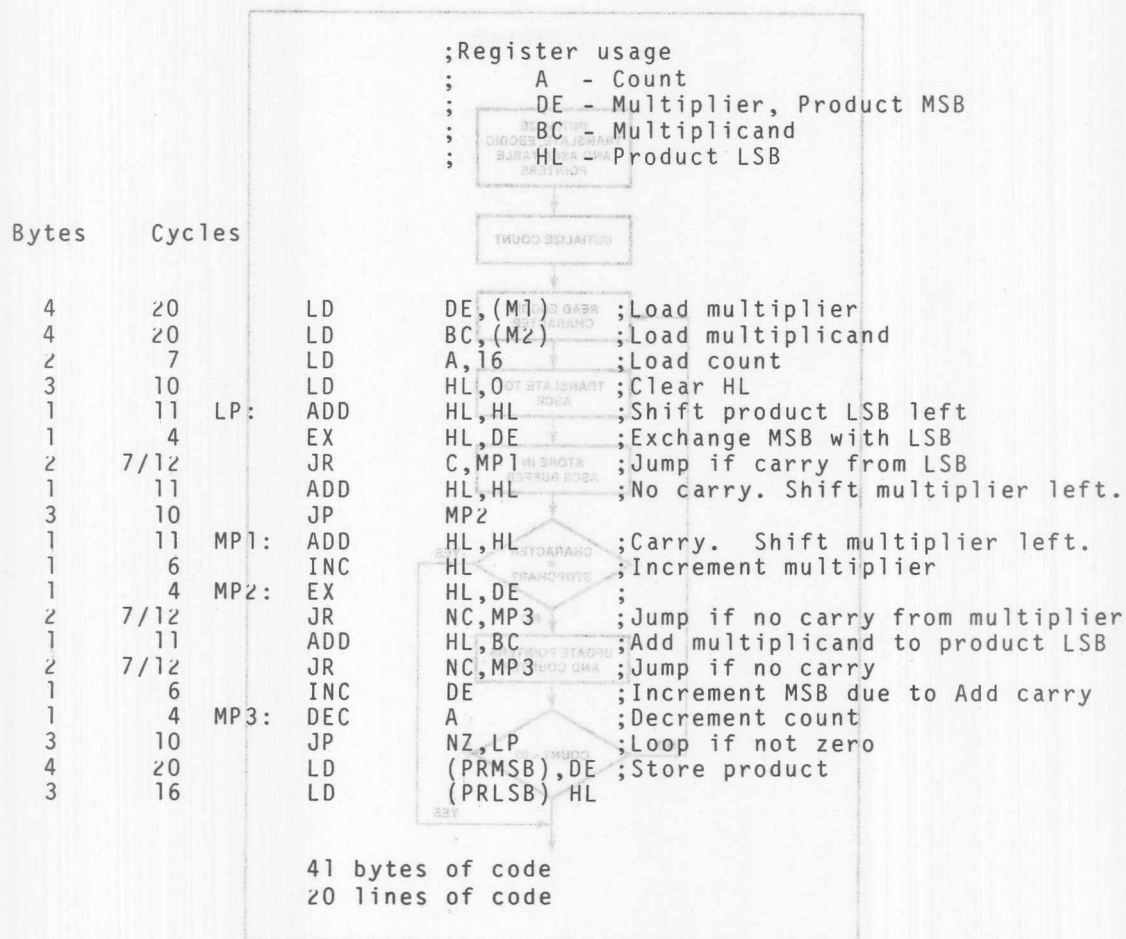 ;Register usage
; A - Count
; DE - Multiplier, Product MSB
; BC - Multiplicand
; HL - Product LSB
Bytes Cycles
4 20 LD DE,(M1) ;Load multiplier
4 20 LD BC,(M2) ;Load multiplicand
2 7 LD A,16 ;Load count
3 10 LD HL,0 ;Clear HL
1 11 LP: ADD HL,HL ;Shift product LSB left
1 4 EX HL,DE ;Exchange MSB with LSB
2 7/12 JR C,MP1 ;Jump if carry from LSB
1 11 ADD HL,HL ;No carry. Shift multiplier left.
3 10 JP MP2
1 11 MP1: ADD HL,HL ;Carry. Shift multiplier left.
1 6 INC HL ;Increment multiplier
1 4 MP2: EX HL,DE ;
2 7/12 JR NC,MP3 ;Jump if no carry from multiplier
1 11 ADD HL,BC ;Add multiplicand to product LSB
2 7/12 JR NC,MP3 ;Jump if no carry
1 6 INC DE ;Increment MSB due to Add carry
1 4 MP3: DEC A ;Decrement count
3 10 JP NZ,LP ;Loop if not zero
4 20 LD (PRMSB),DE ;Store product
3 16 LD (PRLSB) HL
41 bytes of code
20 lines of code